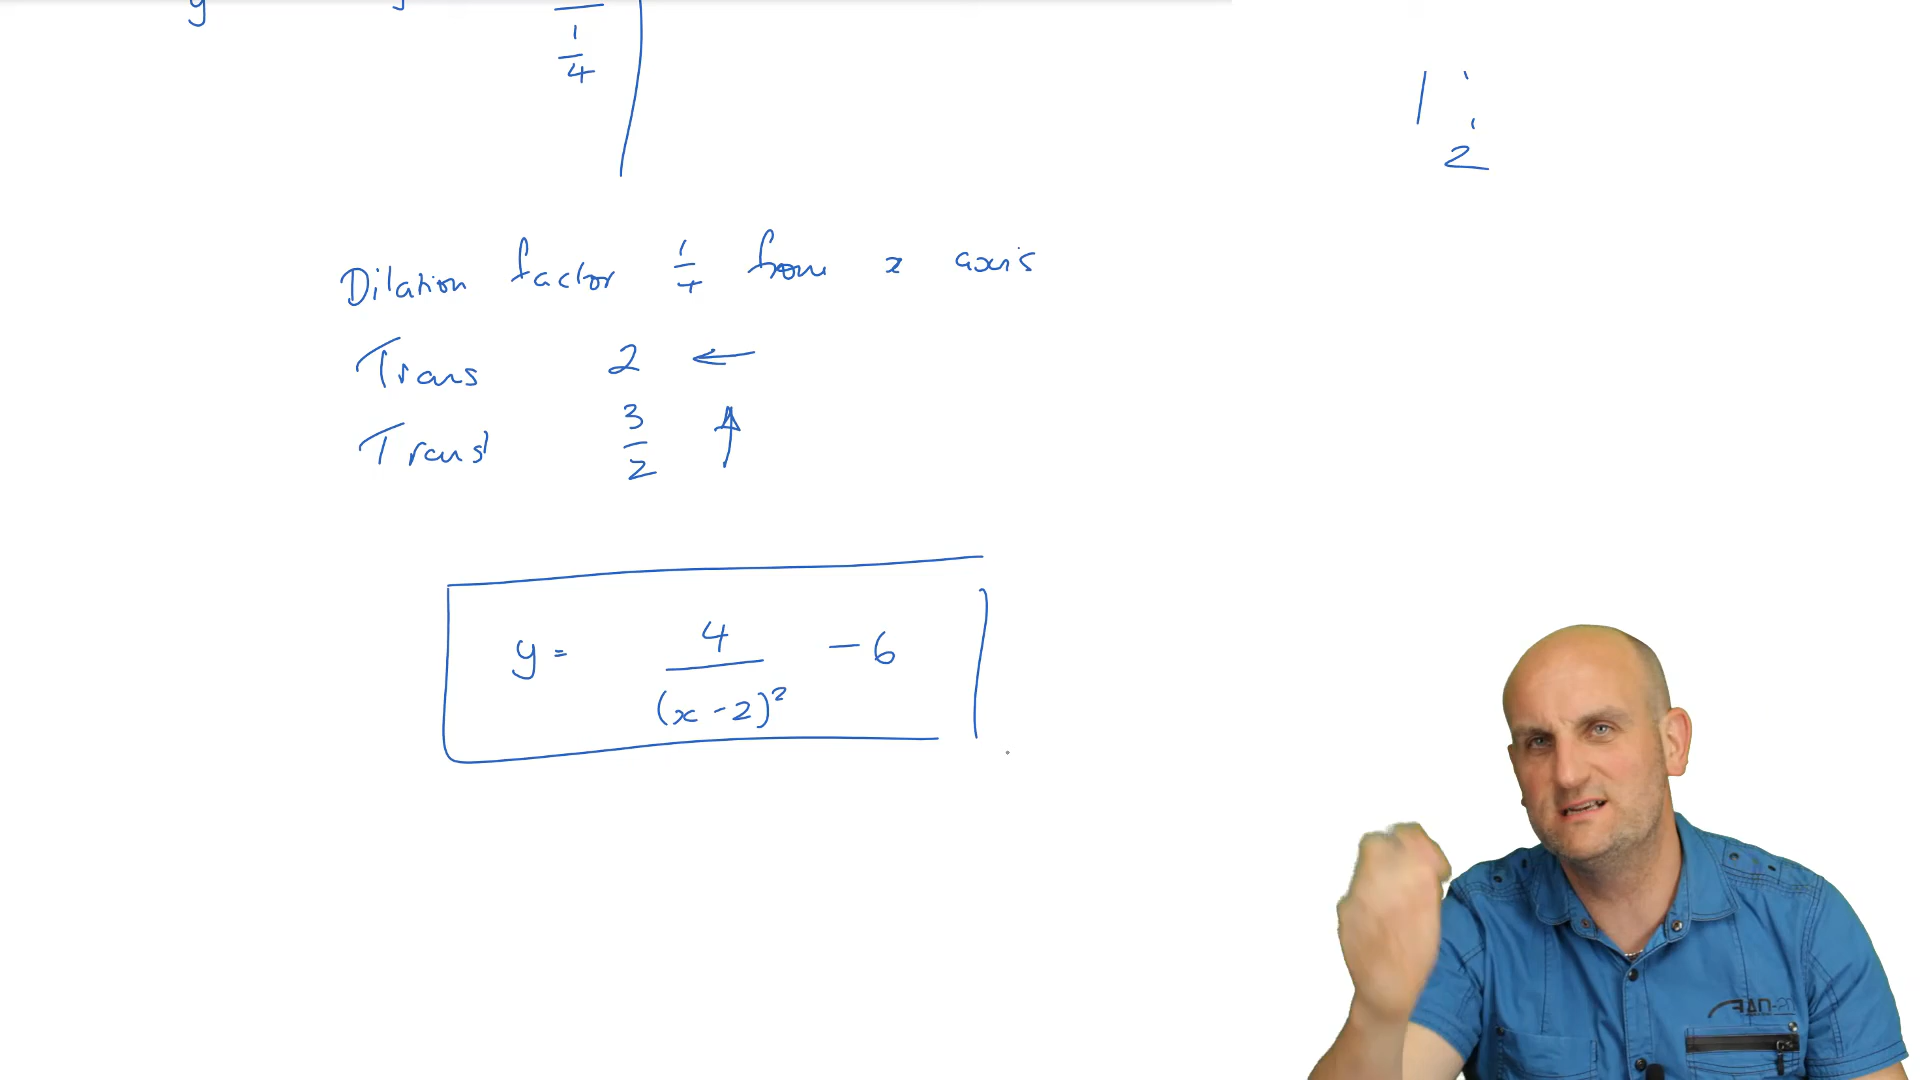 y
1/4
1
2
Dilation factor 1/4 from x axis
Trans 2 ←
Trans 3/2 ↑
y = 4/(x-2)² - 6